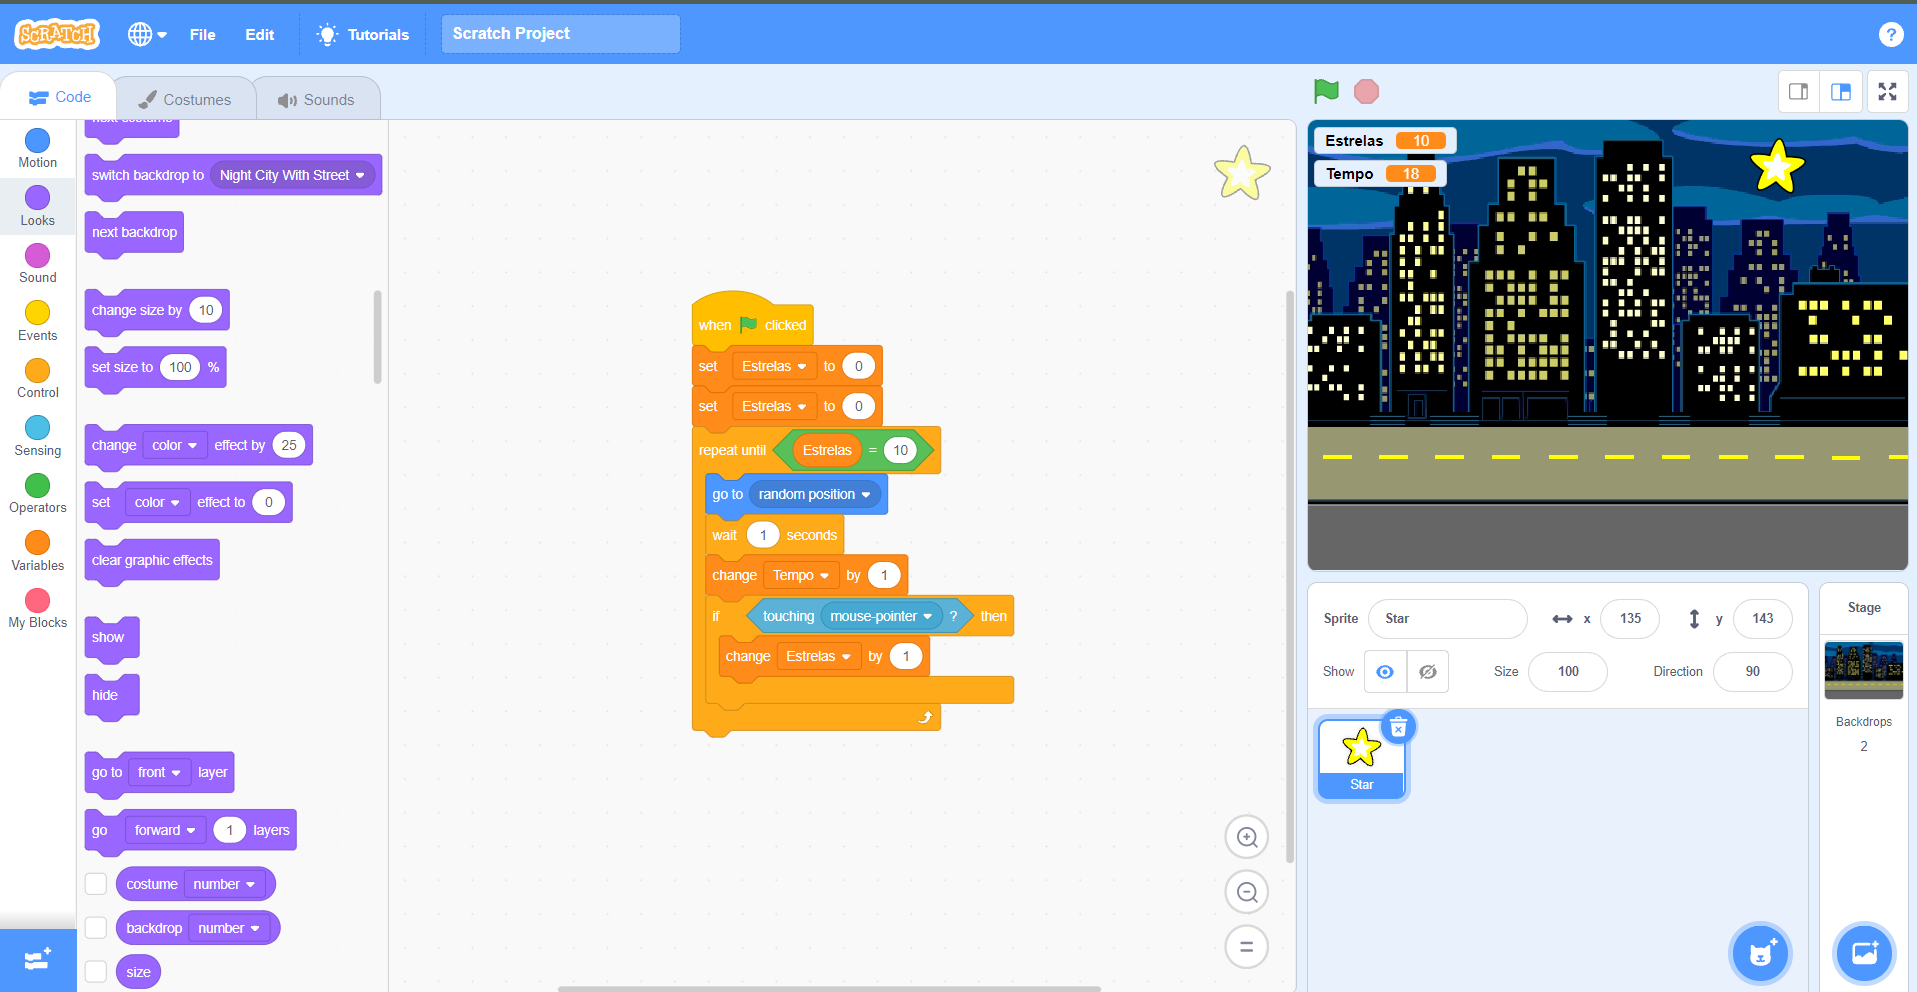 SCRATCH File Edit Tutorials Scratch Project ?
Code Costumes Sounds
Motion
Looks
Sound
Events
Control
Sensing
Operators
Variables
My Blocks
next costume
switch backdrop to Night City With Street
next backdrop
change size by 10
set size to 100 %
change color effect by 25
set color effect to 0
clear graphic effects
show
hide
go to front layer
go forward 1 layers
costume number
backdrop number
size
when clicked
set Estrelas to 0
set Estrelas to 0
repeat until Estrelas = 10
go to random position
wait 1 seconds
change Tempo by 1
if touching mouse-pointer ? then
change Estrelas by 1
Estrelas 10
Tempo 18
Sprite Star x 135 y 143
Show Size 100 Direction 90
Star
Stage
Backdrops
2